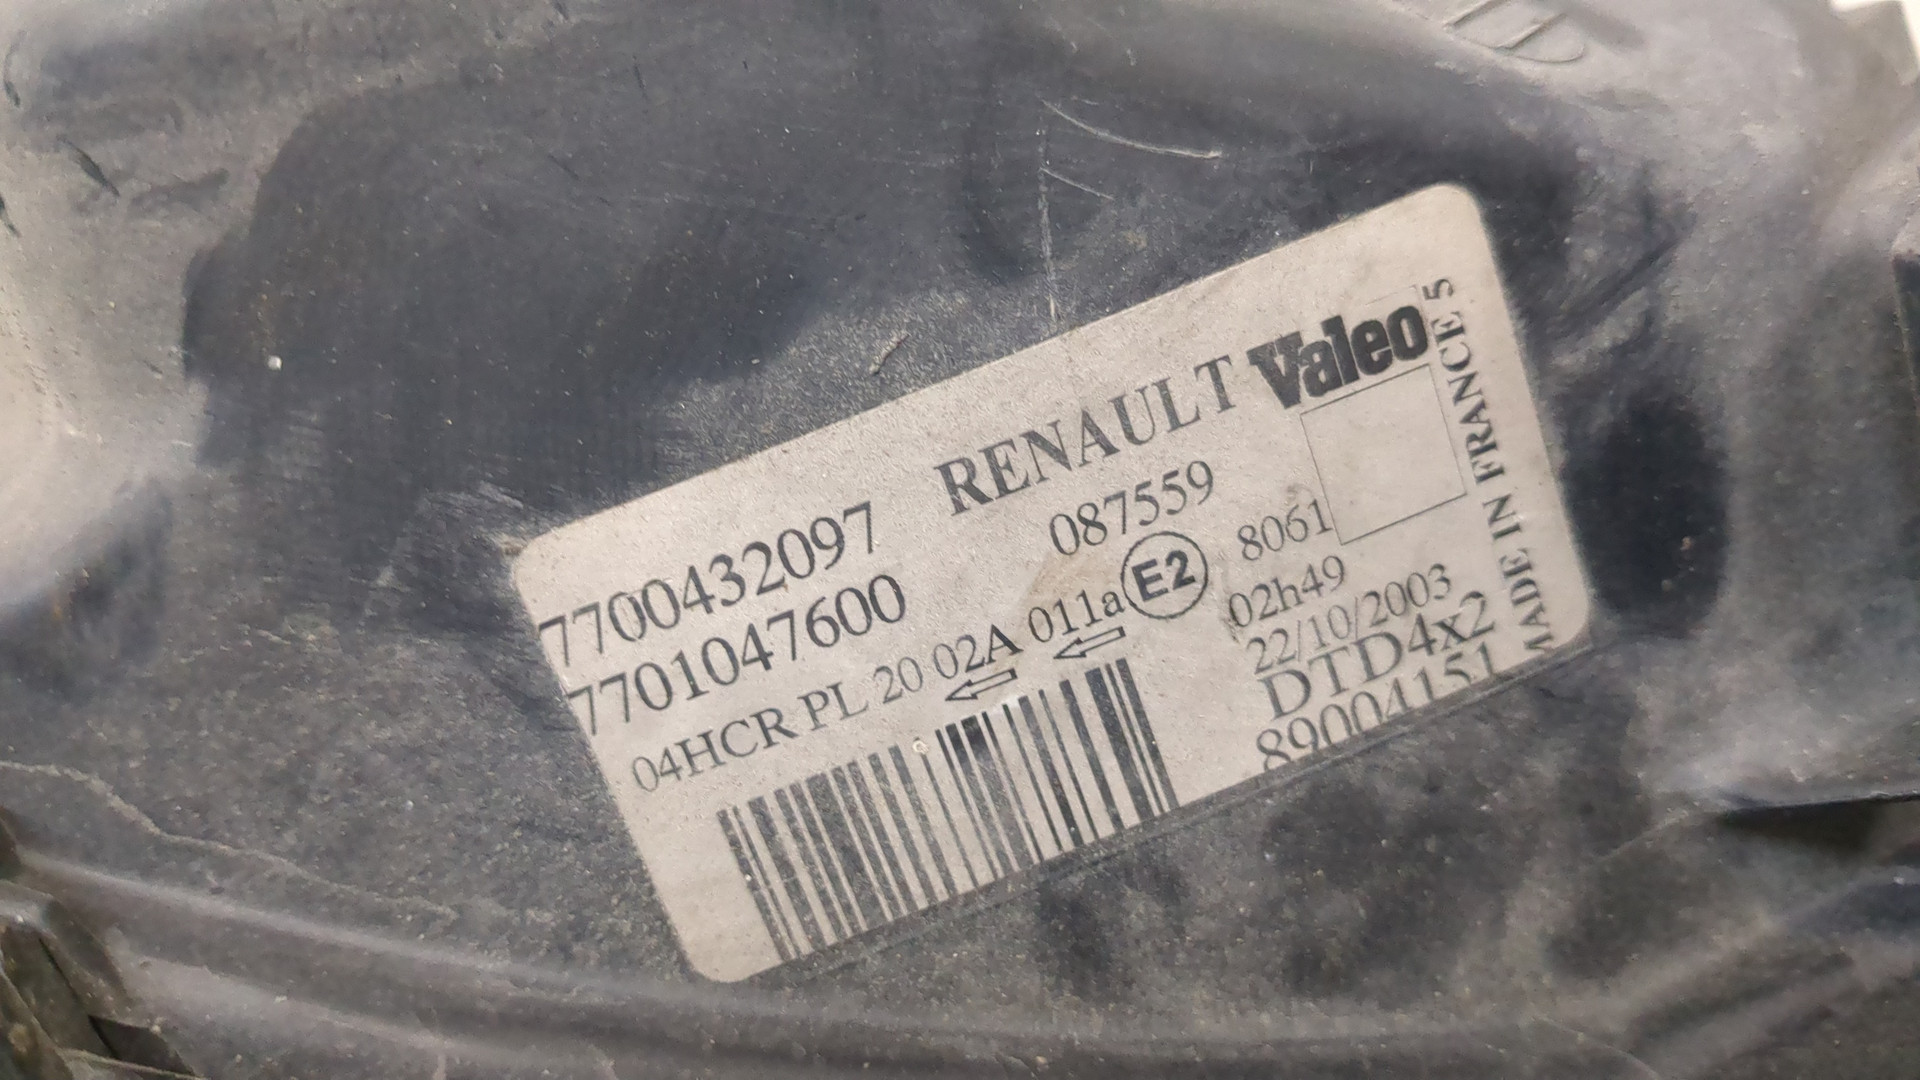 7700432097 RENAULT Valeo
7701047600 087559
04HCR PL 20 02A 011a E2 8061
02h49
22/10/2003
DTD4x2
89004151
MADE IN FRANCE 5